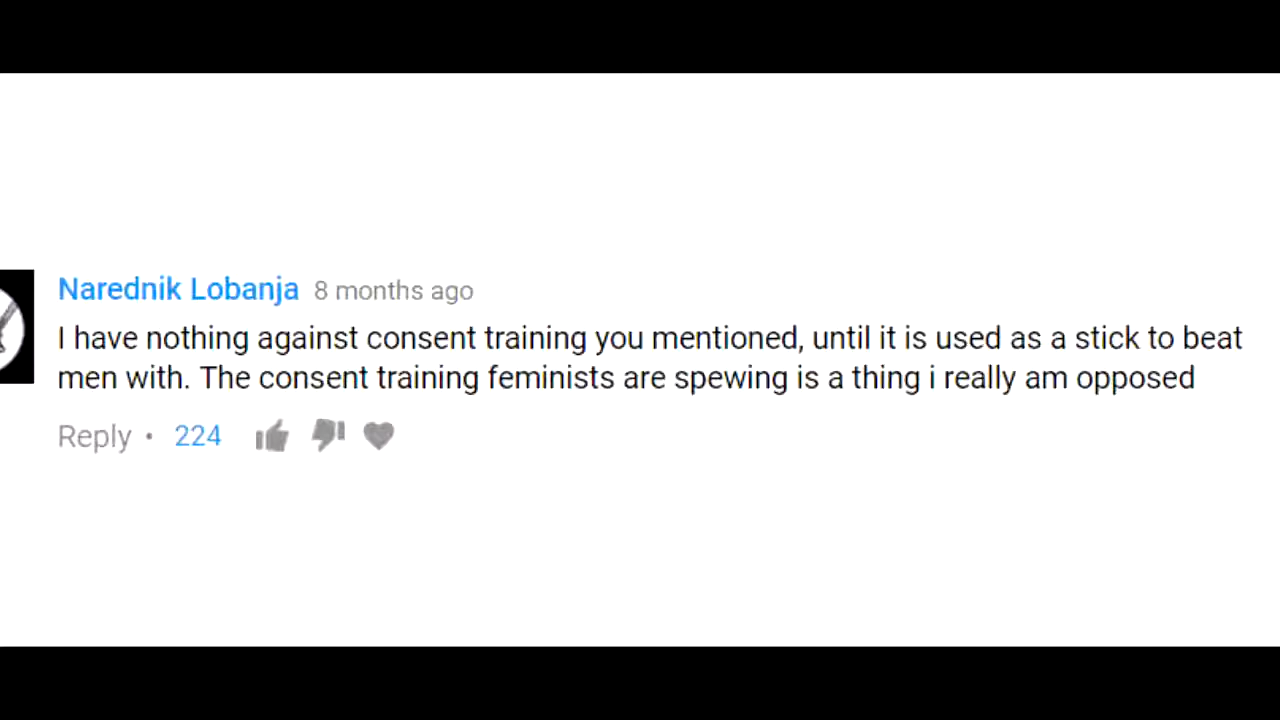 Narednik Lobanja 8 months ago
I have nothing against consent training you mentioned, until it is used as a stick to beat
men with. The consent training feminists are spewing is a thing i really am opposed
Reply • 224